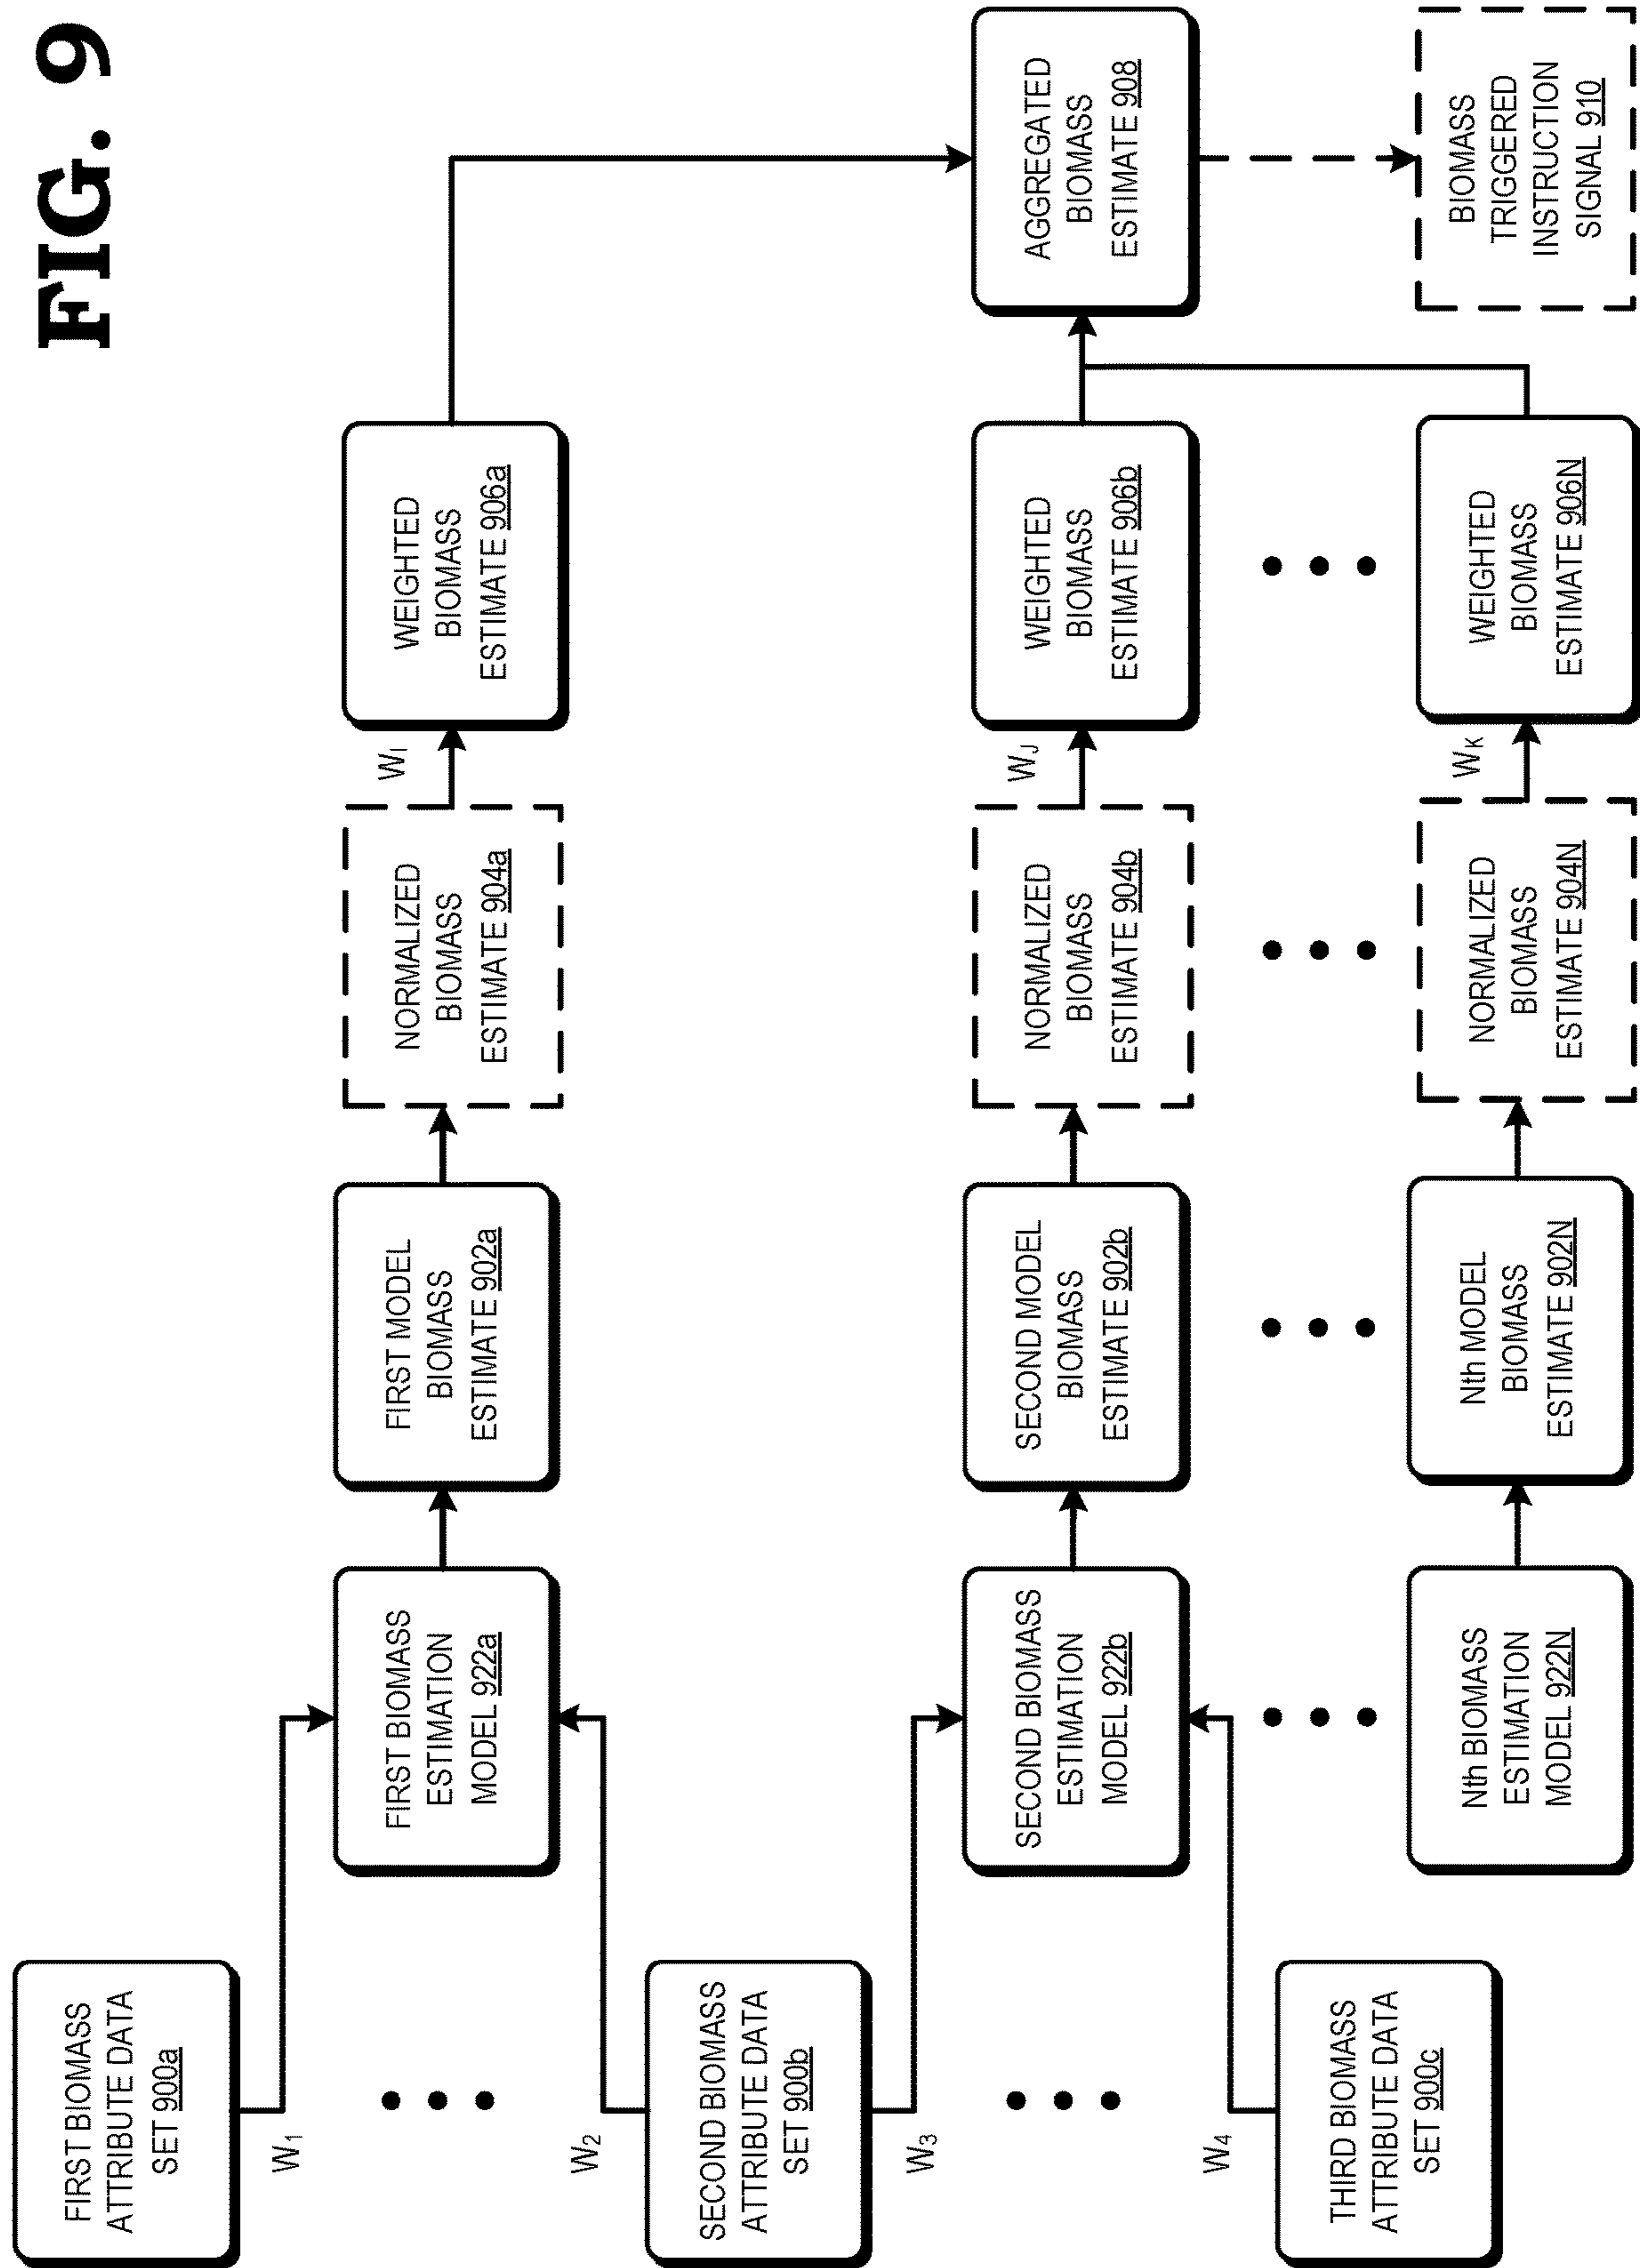 FIG. 9
FIRST BIOMASS
ATTRIBUTE DATA
SET 900a
W1
W2
SECOND BIOMASS
ATTRIBUTE DATA
SET 900b
W3
W4
THIRD BIOMASS
ATTRIBUTE DATA
SET 900c
FIRST BIOMASS
ESTIMATION
MODEL 922a
SECOND BIOMASS
ESTIMATION
MODEL 922b
Nth BIOMASS
ESTIMATION
MODEL 922N
FIRST MODEL
BIOMASS
ESTIMATE 902a
SECOND MODEL
BIOMASS
ESTIMATE 902b
Nth MODEL
BIOMASS
ESTIMATE 902N
NORMALIZED
BIOMASS
ESTIMATE 904a
NORMALIZED
BIOMASS
ESTIMATE 904b
NORMALIZED
BIOMASS
ESTIMATE 904N
WI
WJ
WK
WEIGHTED
BIOMASS
ESTIMATE 906a
WEIGHTED
BIOMASS
ESTIMATE 906b
WEIGHTED
BIOMASS
ESTIMATE 906N
AGGREGATED
BIOMASS
ESTIMATE 908
BIOMASS
TRIGGERED
INSTRUCTION
SIGNAL 910